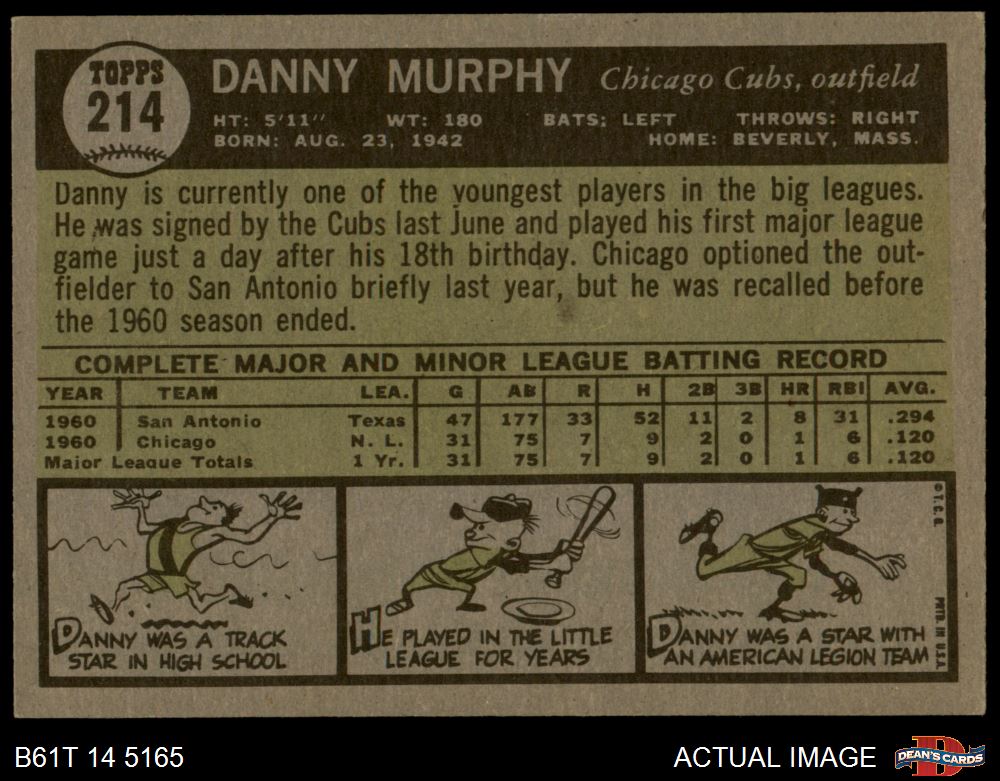 TOPPS
214
DANNY MURPHY Chicago Cubs, outfield
HT: 5'11" WT: 180 BATS: LEFT THROWS: RIGHT
BORN: AUG. 23, 1942 HOME: BEVERLY, MASS.
Danny is currently one of the youngest players in the big leagues.
He was signed by the Cubs last June and played his first major league
game just a day after his 18th birthday. Chicago optioned the out-
fielder to San Antonio briefly last year, but he was recalled before
the 1960 season ended.
COMPLETE MAJOR AND MINOR LEAGUE BATTING RECORD
YEAR TEAM LEA. G AB R H 2B 3B HR RBI AVG.
1960 San Antonio Texas 47 177 33 52 11 2 8 31 .294
1960 Chicago N. L. 31 75 7 9 2 0 1 6 .120
Major League Totals 1 Yr. 31 75 7 9 2 0 1 6 .120
DANNY WAS A TRACK
STAR IN HIGH SCHOOL
HE PLAYED IN THE LITTLE
LEAGUE FOR YEARS
DANNY WAS A STAR WITH
AN AMERICAN LEGION TEAM
© T.C.G.
PRTD. IN U.S.A.
B61T 14 5165
ACTUAL IMAGE
DEAN'S CARDS